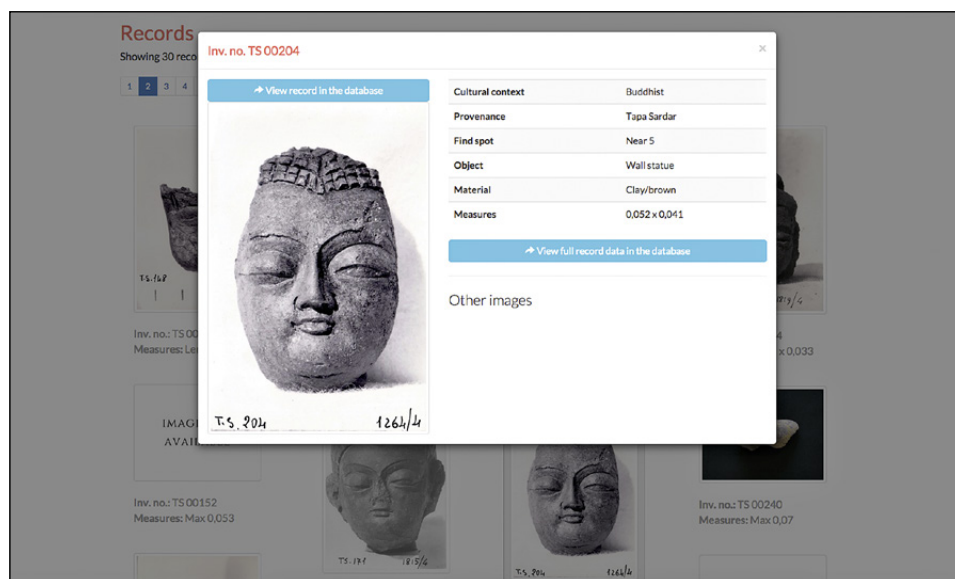 Records
Showing 30 reco
1 2 3 4
T.S. 168
Inv. no.: TS 00
Measures: Le
Inv. no. TS 00204
×
View record in the database
T.S. 204 1264/4
Cultural context Buddhist
Provenance Tapa Sardar
Find spot Near 5
Object Wall statue
Material Clay/brown
Measures 0,052 x 0,041
View full record data in the database
Other images
4
x 0,033
IMAG
AVAI
Inv. no.: TS 00152
Measures: Max 0,053
T.S. 204 1264/4
Inv. no.: TS 00240
Measures: Max 0,07